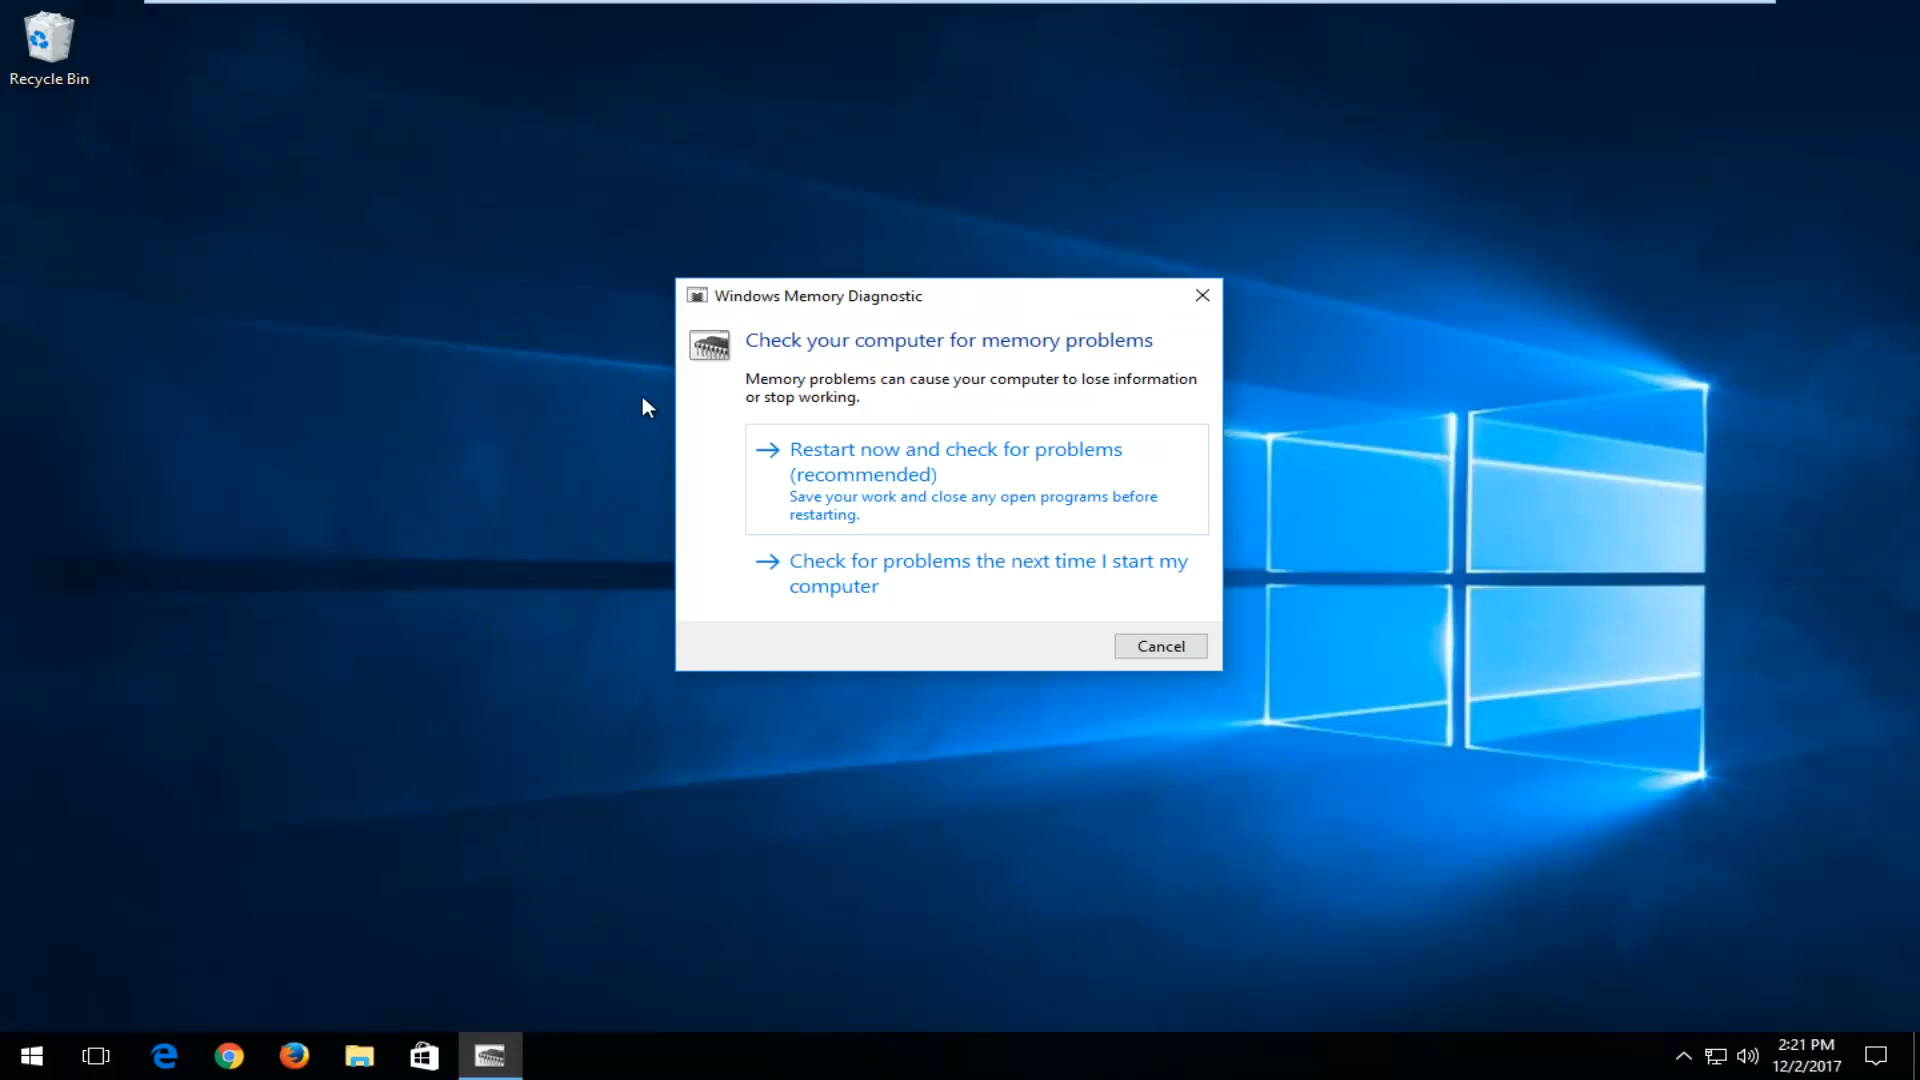 Recycle Bin
Windows Memory Diagnostic
Check your computer for memory problems
Memory problems can cause your computer to lose information
or stop working.
Restart now and check for problems
(recommended)
Save your work and close any open programs before
restarting.
Check for problems the next time I start my
computer
Cancel
2:21 PM
12/2/2017